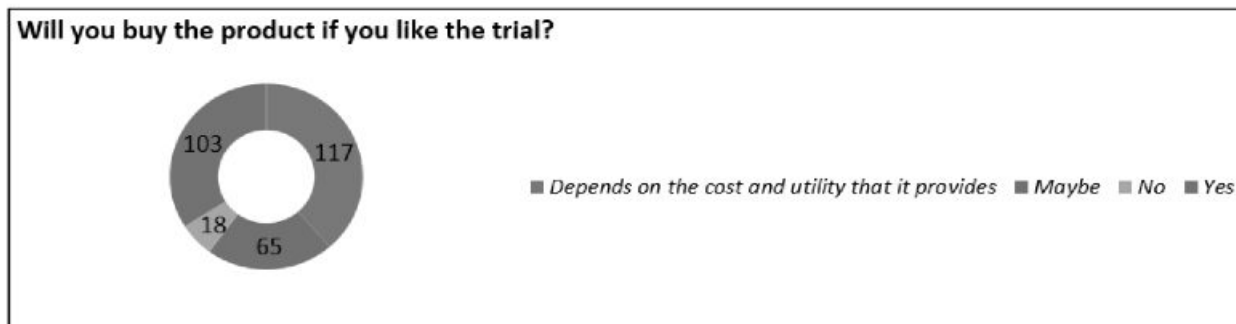 Will you buy the product if you like the trial?
103
117
18
65
Depends on the cost and utility that it provides Maybe No Yes